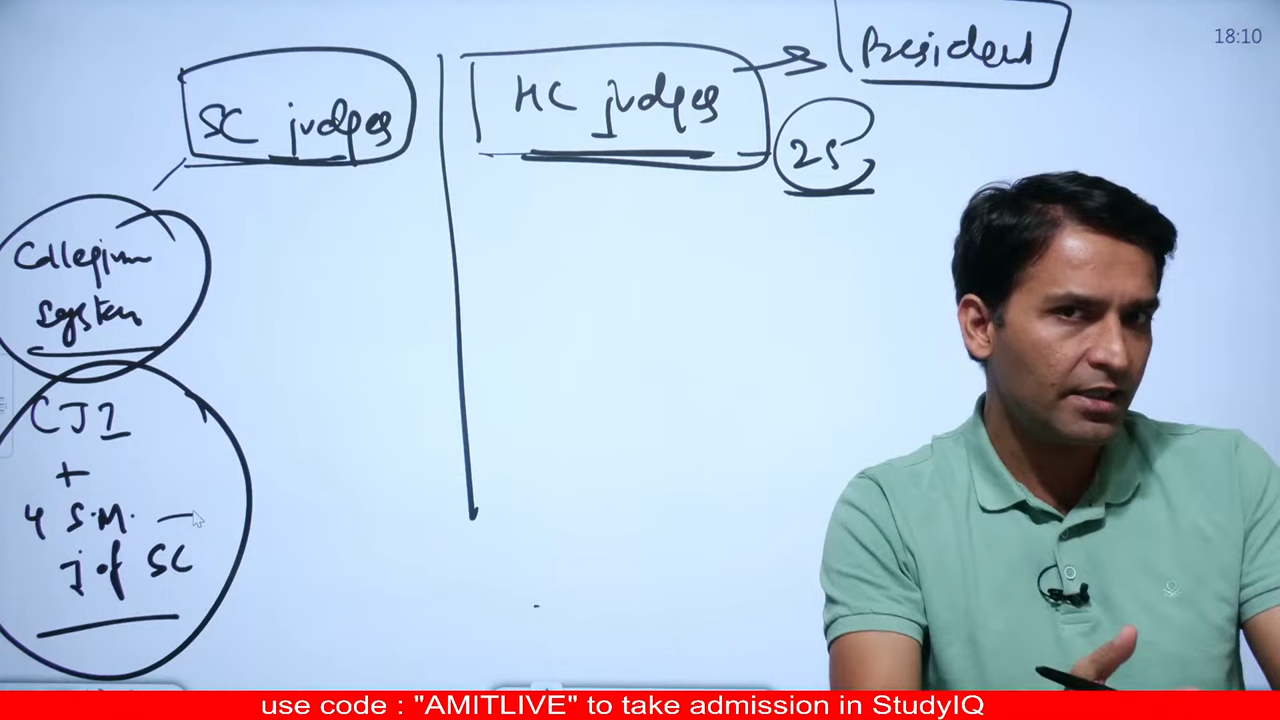 18:10
President
SC judges
HC judges
25
Collegium
system
CJI
+
4 S.M.
j of SC
use code : "AMITLIVE" to take admission in StudyIQ